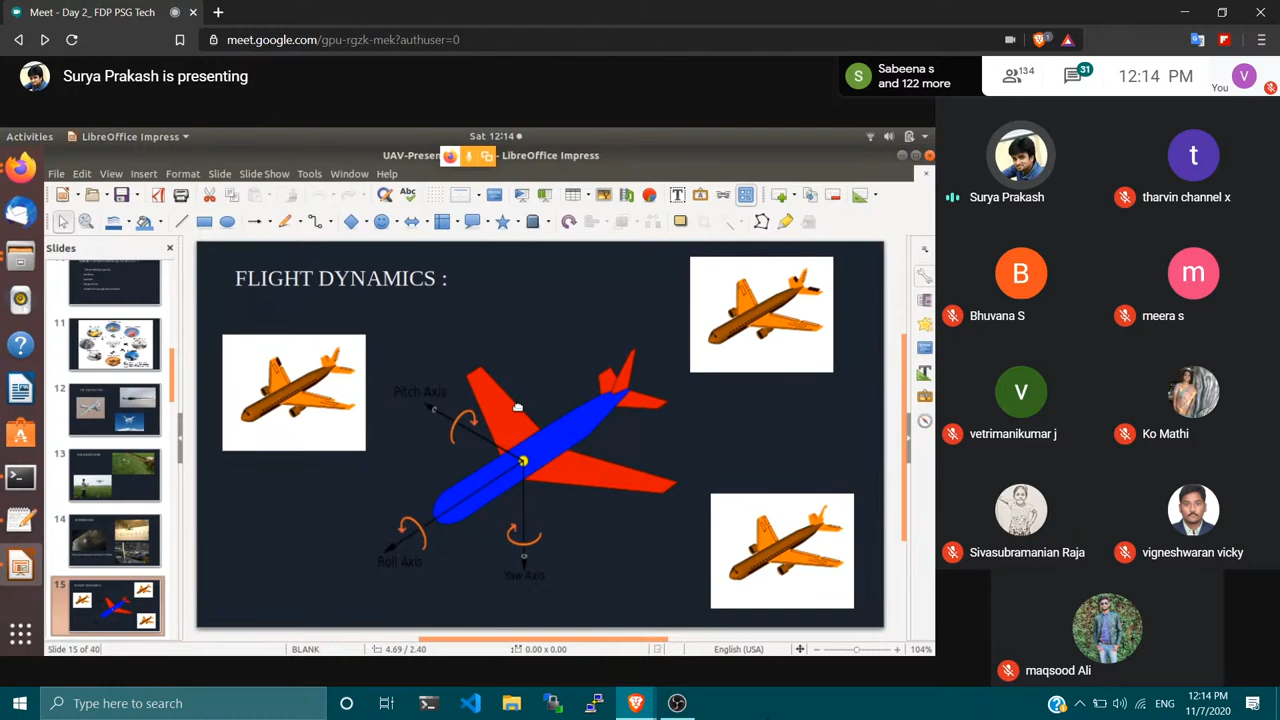 Meet - Day 2_ FDP PSG Tech
meet.google.com/gpu-rgzk-mek?authuser=0
1
Surya Prakash is presenting
S
Sabeena s
and 122 more
134
31
12:14 PM
You
V
Activities
LibreOffice Impress
Sat 12:14
UAV-Presen
- LibreOffice Impress
File Edit View Insert Format Slide Slide Show Tools Window Help
Abc
Slides
11
12
13
14
15
FLIGHT DYNAMICS :
Pitch Axis
Roll Axis
Yaw Axis
Slide 15 of 40
BLANK
4.69 / 2.40
0.00 x 0.00
English (USA)
104%
Surya Prakash
t
tharvin channel x
B
Bhuvana S
m
meera s
v
vetrimanikumar j
Ko Mathi
Sivasubramanian Raja
vigneshwaran vicky
maqsood Ali
Type here to search
ENG
12:14 PM
11/7/2020